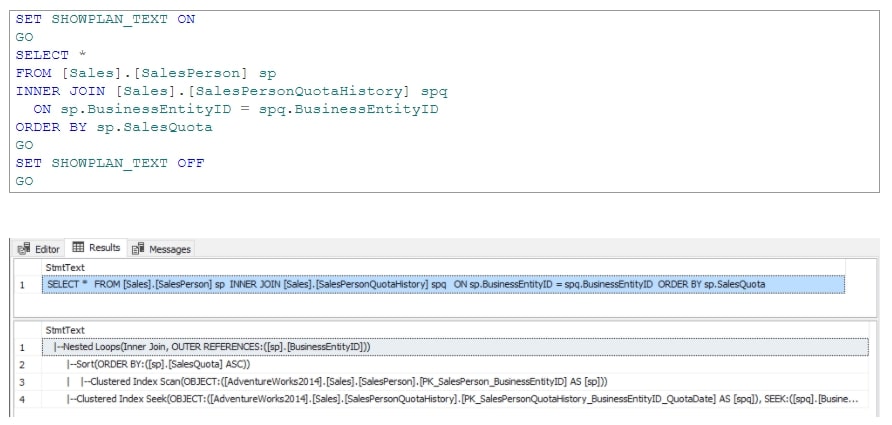 SET SHOWPLAN_TEXT ON
GO
SELECT *
FROM [Sales].[SalesPerson] sp
INNER JOIN [Sales].[SalesPersonQuotaHistory] spq
ON sp.BusinessEntityID = spq.BusinessEntityID
ORDER BY sp.SalesQuota
GO
SET SHOWPLAN_TEXT OFF
GO
Editor Results Messages
StmtText
1 SELECT * FROM [Sales].[SalesPerson] sp INNER JOIN [Sales].[SalesPersonQuotaHistory] spq ON sp.BusinessEntityID = spq.BusinessEntityID ORDER BY sp.SalesQuota
StmtText
1 |--Nested Loops(Inner Join, OUTER REFERENCES:([sp].[BusinessEntityID]))
2 |--Sort(ORDER BY:([sp].[SalesQuota] ASC))
3 | |--Clustered Index Scan(OBJECT:([AdventureWorks2014].[Sales].[SalesPerson].[PK_SalesPerson_BusinessEntityID] AS [sp]))
4 |--Clustered Index Seek(OBJECT:([AdventureWorks2014].[Sales].[SalesPersonQuotaHistory].[PK_SalesPersonQuotaHistory_BusinessEntityID_QuotaDate] AS [spq]), SEEK:([spq].[Busine...